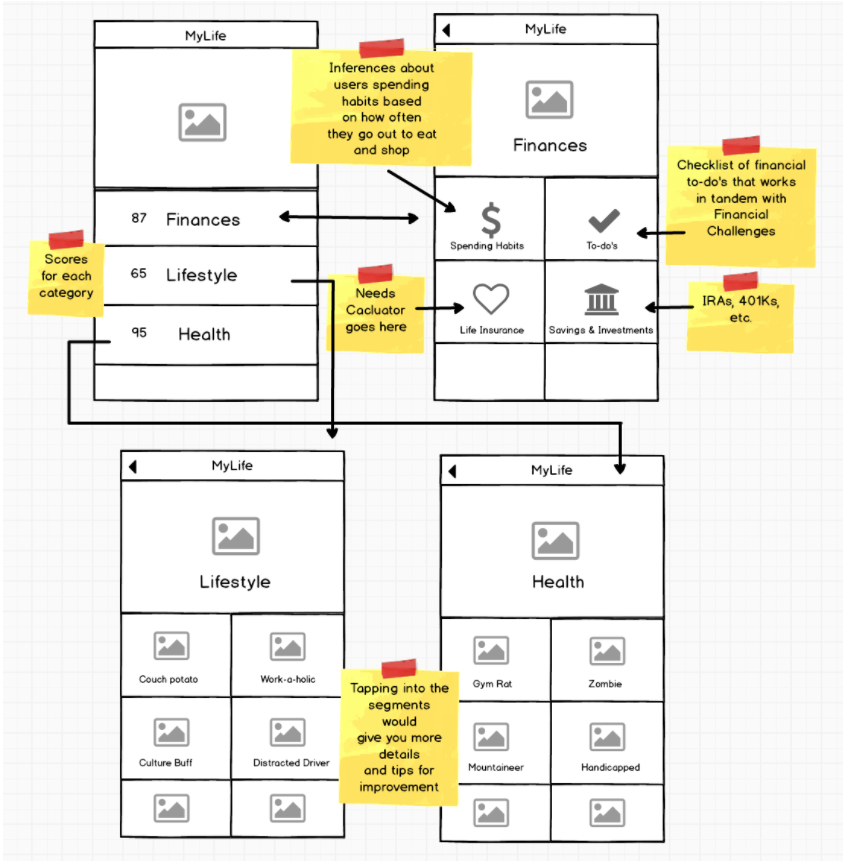 MyLife
87 Finances
65 Lifestyle
95 Health
Scores
for each
category
Inferences about
users spending
habits based
on how often
they go out to eat
and shop
MyLife
Finances
Spending Habits
To-do's
Life Insurance
Savings & Investments
Checklist of financial
to-do's that works
in tandem with
Financial
Challenges
Needs
Cacluator
goes here
IRAs, 401Ks,
etc.
MyLife
Lifestyle
Couch potato
Work-a-holic
Culture Buff
Distracted Driver
Tapping into the
segments
would
give you more
details
and tips for
improvement
MyLife
Health
Gym Rat
Zombie
Mountaineer
Handicapped